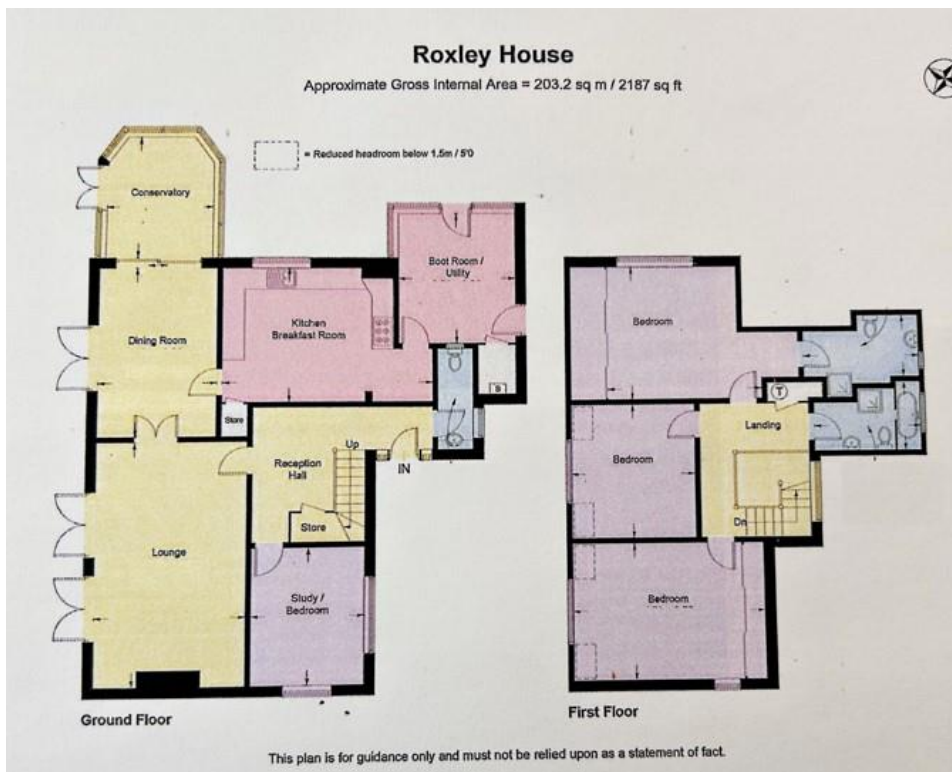 Roxley House
Approximate Gross Internal Area = 203.2 sq m / 2187 sq ft
= Reduced headroom below 1.5m / 5'0
Conservatory
Boot Room /
Utility
Kitchen
Breakfast Room
Dining Room
Store
B
Up
IN
Reception
Hall
Store
Lounge
Study /
Bedroom
Ground Floor
Bedroom
T
Landing
Bedroom
Dn
Bedroom
First Floor
This plan is for guidance only and must not be relied upon as a statement of fact.